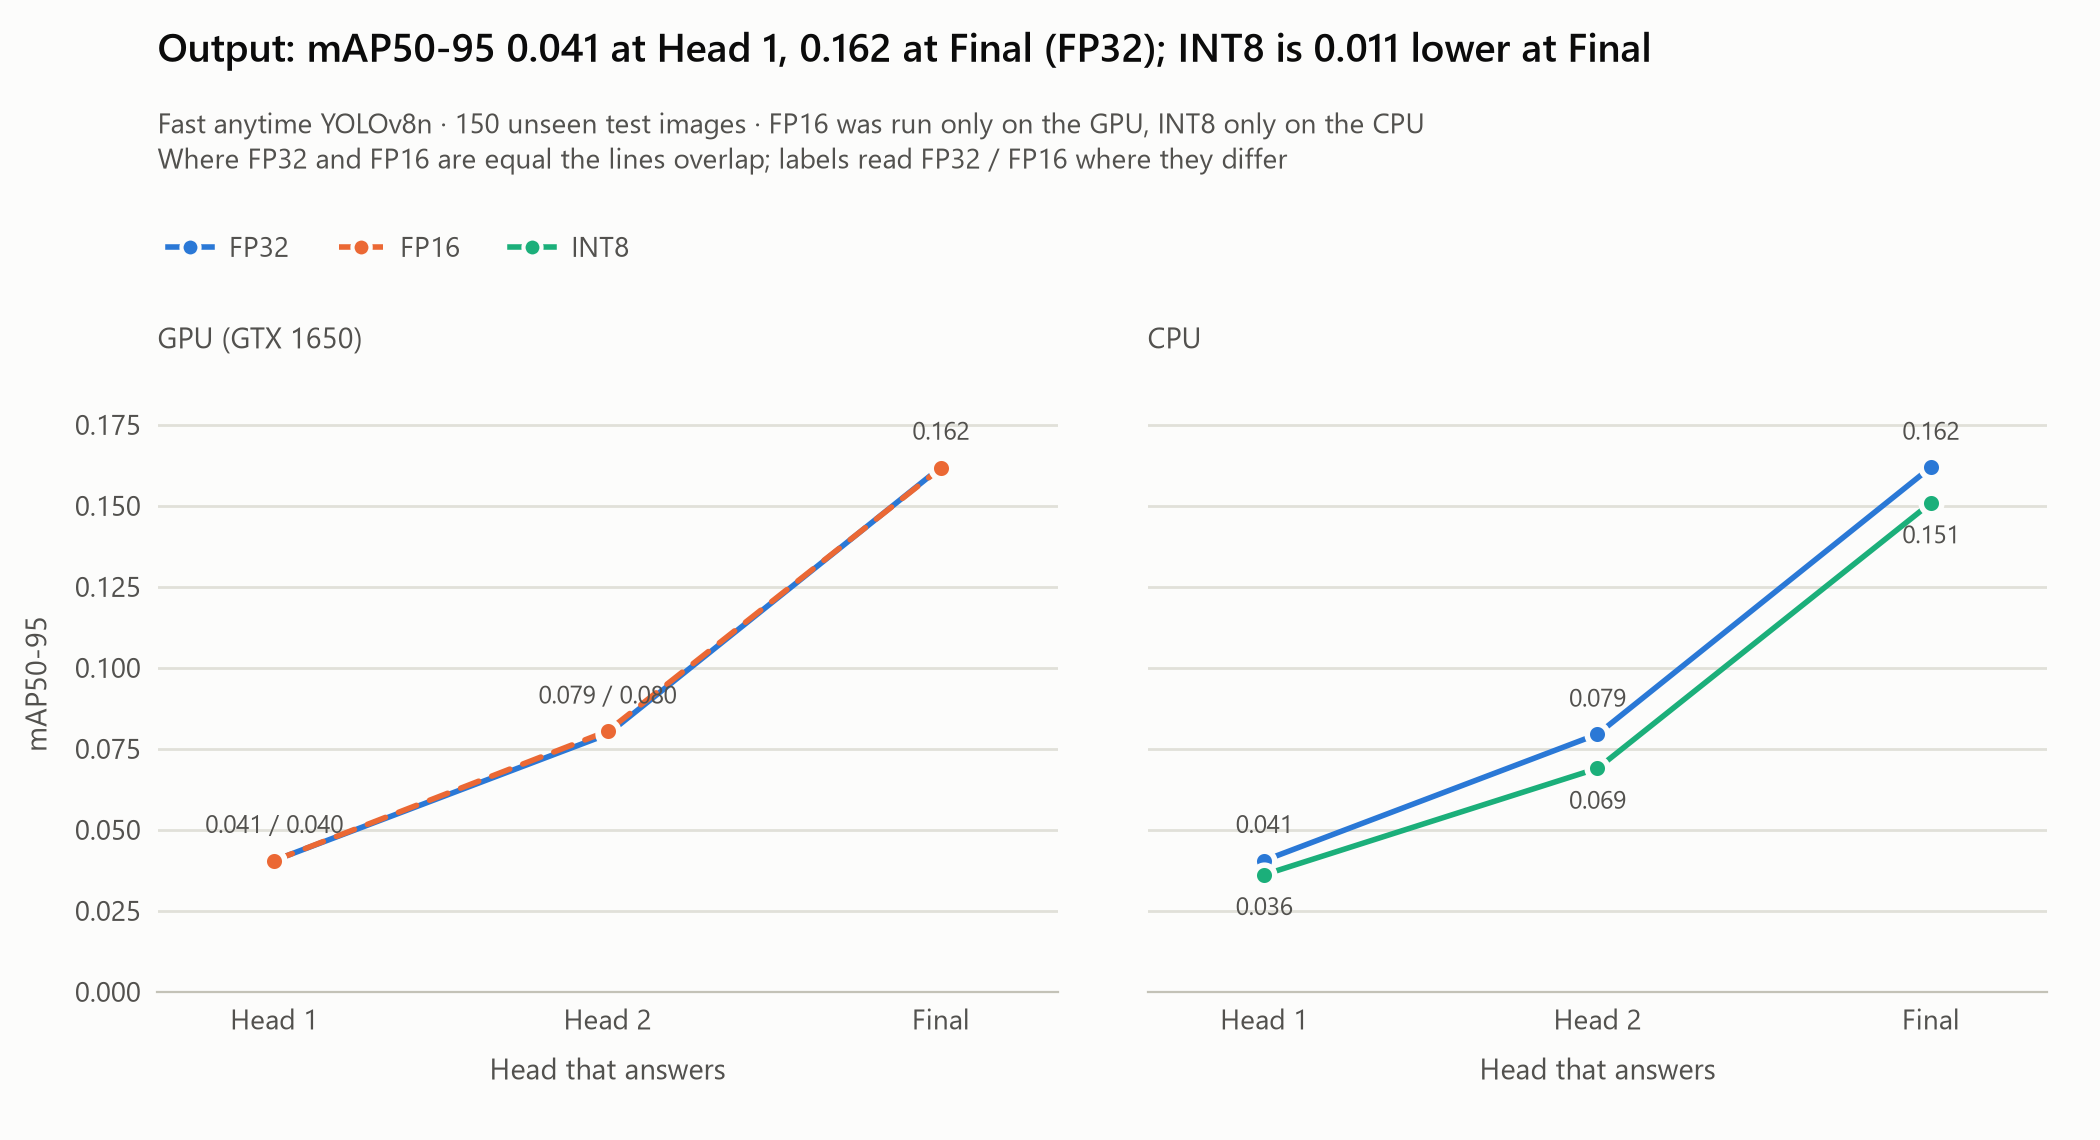 Output: mAP50-95 0.041 at Head 1, 0.162 at Final (FP32); INT8 is 0.011 lower at Final
Fast anytime YOLOv8n · 150 unseen test images · FP16 was run only on the GPU, INT8 only on the CPU
Where FP32 and FP16 are equal the lines overlap; labels read FP32 / FP16 where they differ
FP32 FP16 INT8
GPU (GTX 1650)
0.175
0.150
0.125
0.100
0.075
0.050
0.025
0.000
mAP50-95
0.162
0.079 / 0.080
0.041 / 0.040
Head 1 Head 2 Final
Head that answers
CPU
0.162
0.151
0.079
0.069
0.041
0.036
Head 1 Head 2 Final
Head that answers